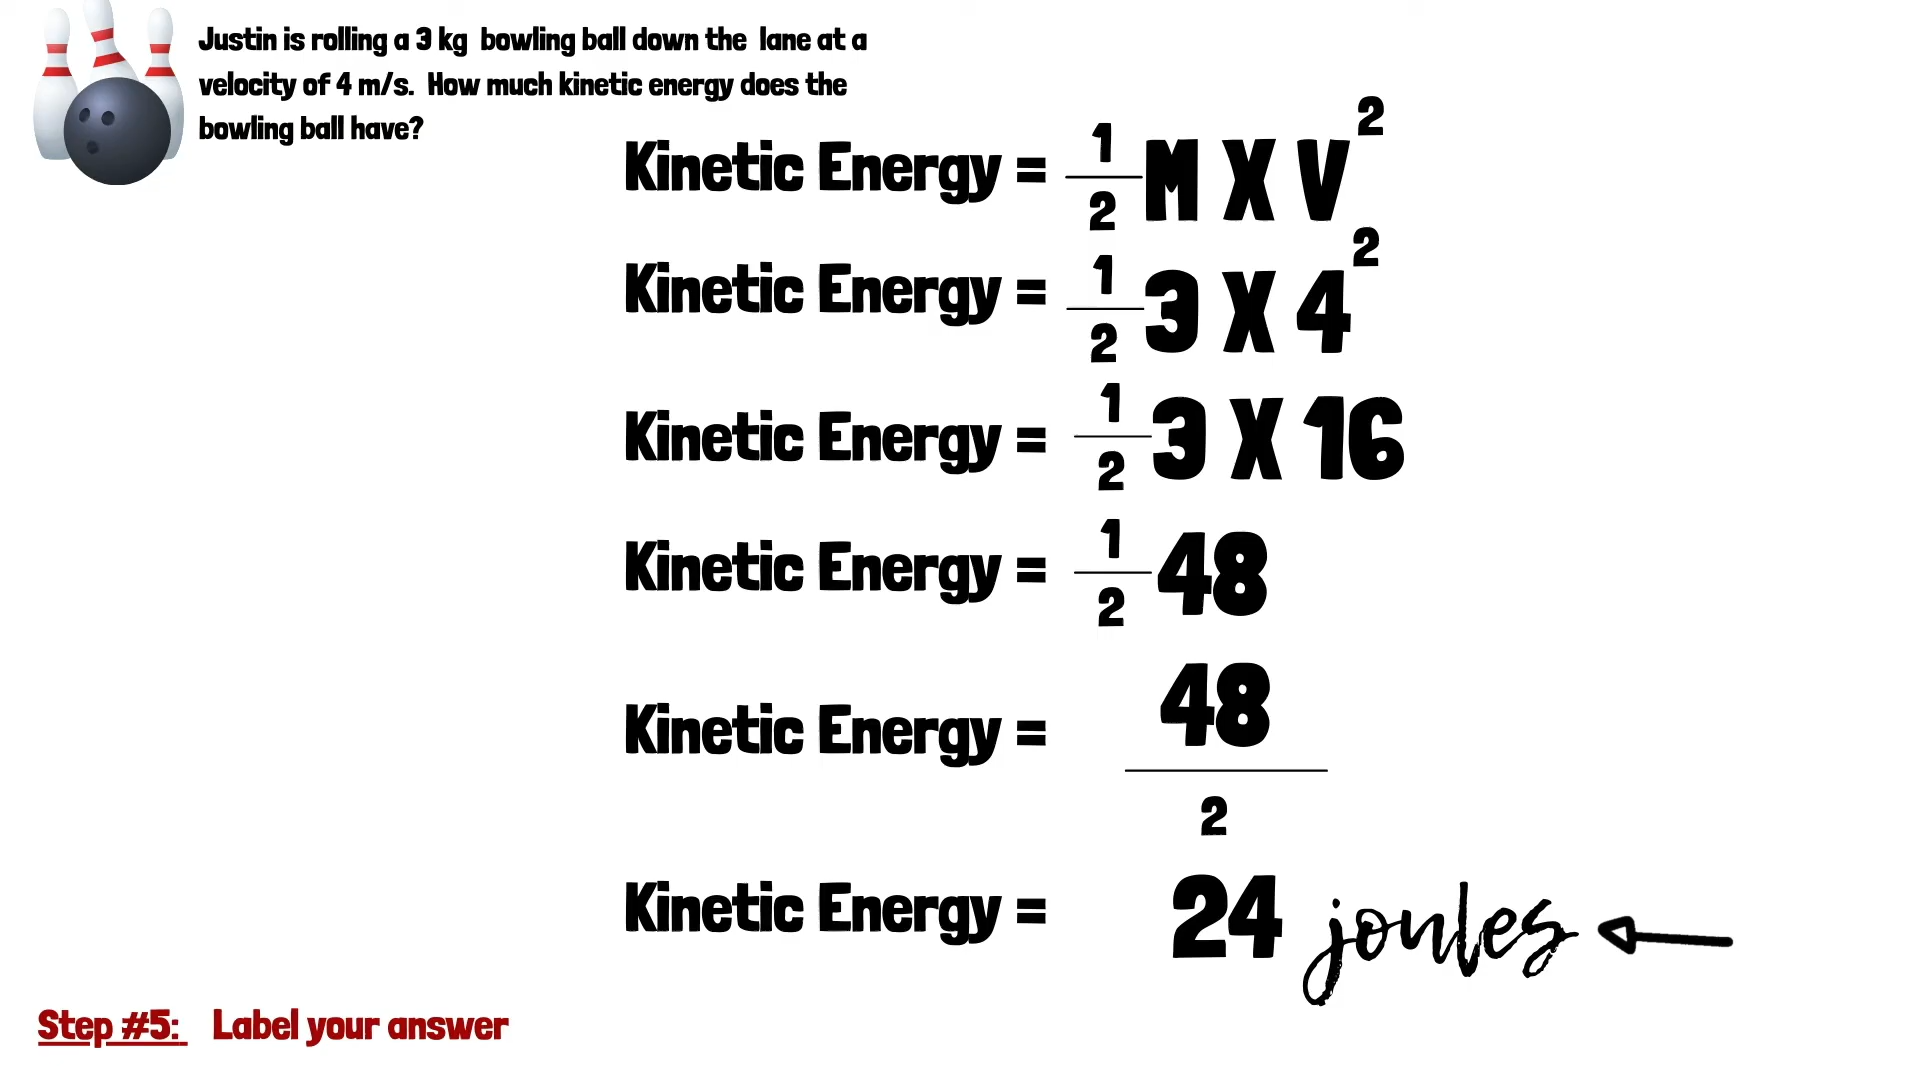 Justin is rolling a 3 kg bowling ball down the lane at a
velocity of 4 m/s. How much kinetic energy does the
bowling ball have?
Kinetic Energy = 1/2 M X V²
Kinetic Energy = 1/2 3 X 4²
Kinetic Energy = 1/2 3 X 16
Kinetic Energy = 1/2 48
Kinetic Energy = 48/2
Kinetic Energy = 24 joules
Step #5: Label your answer